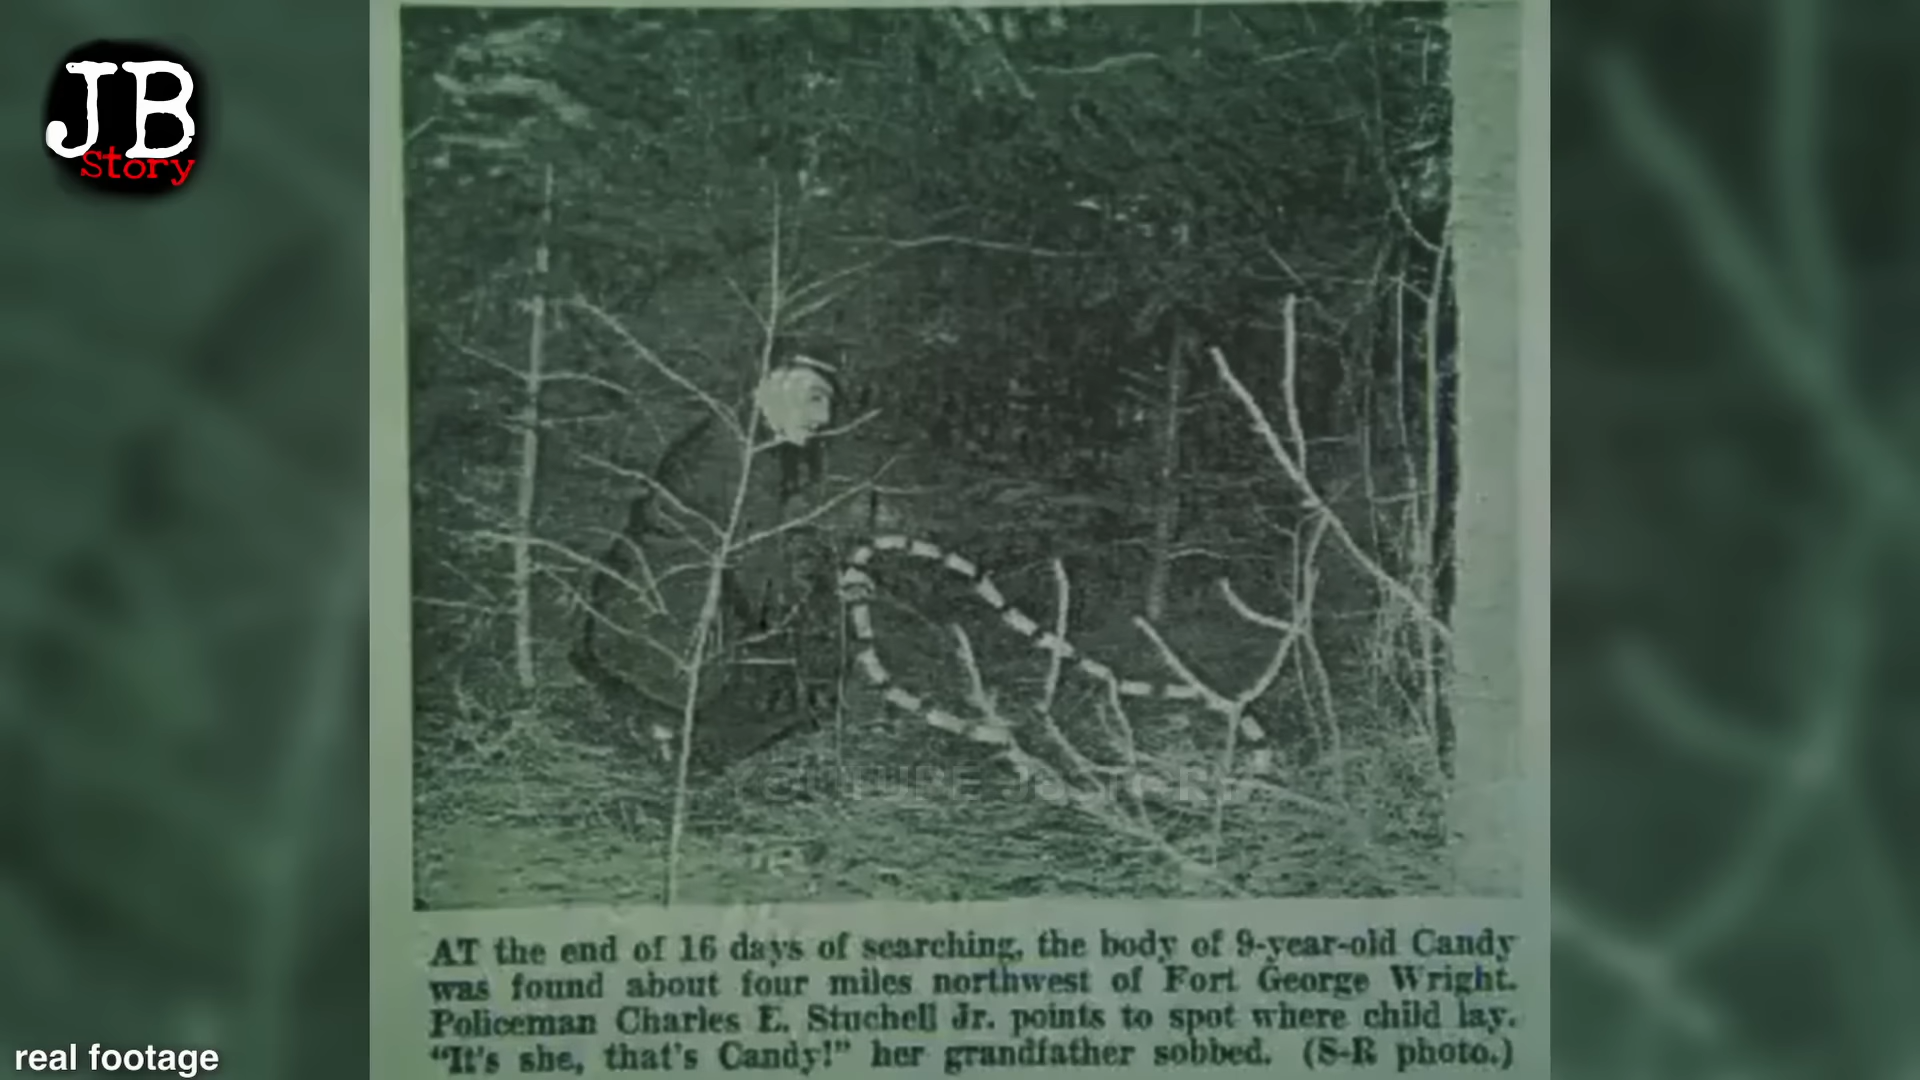 JB
Story
AT the end of 16 days of searching, the body of 9-year-old Candy
was found about four miles northwest of Fort George Wright.
Policeman Charles E. Stuchell Jr. points to spot where child lay.
"It's she, that's Candy!" her grandfather sobbed. (S-R photo.)
real footage